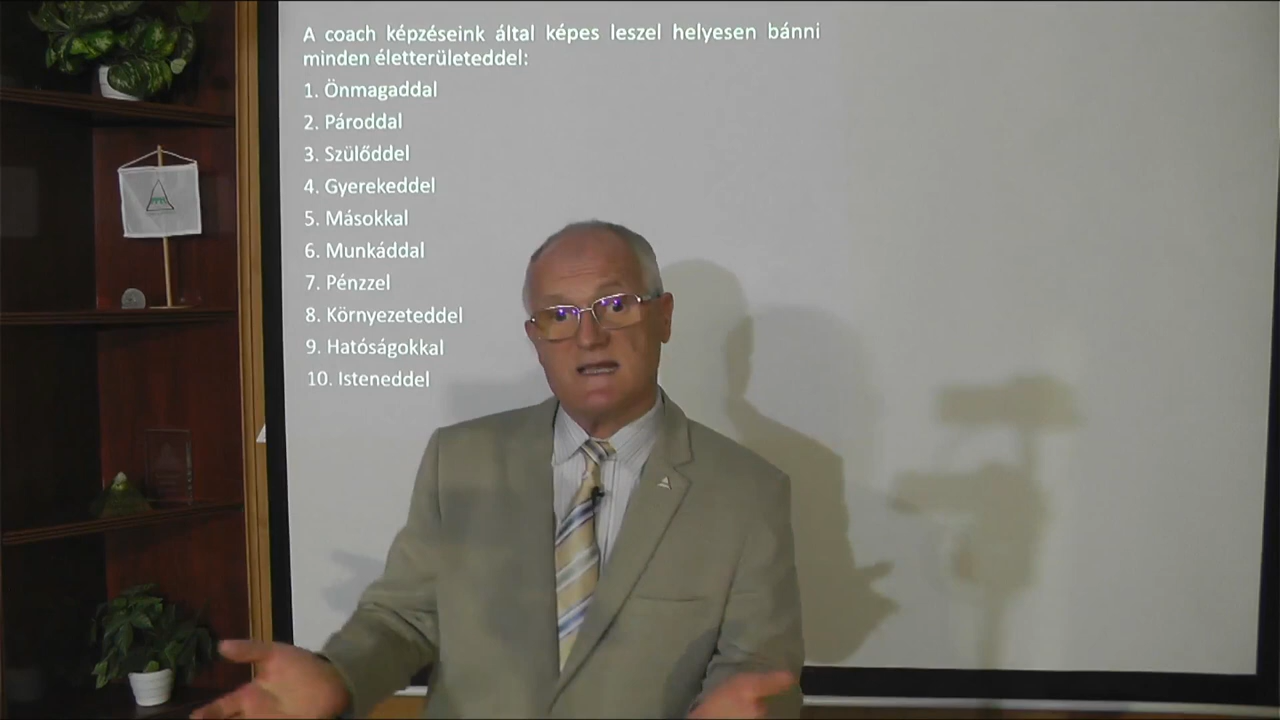 A coach képzéseink által képes leszel helyesen bánni
minden életterületeddel:
1. Önmagaddal
2. Pároddal
3. Szülőddel
4. Gyerekeddel
5. Másokkal
6. Munkáddal
7. Pénzzel
8. Környezeteddel
9. Hatóságokkal
10. Isteneddel